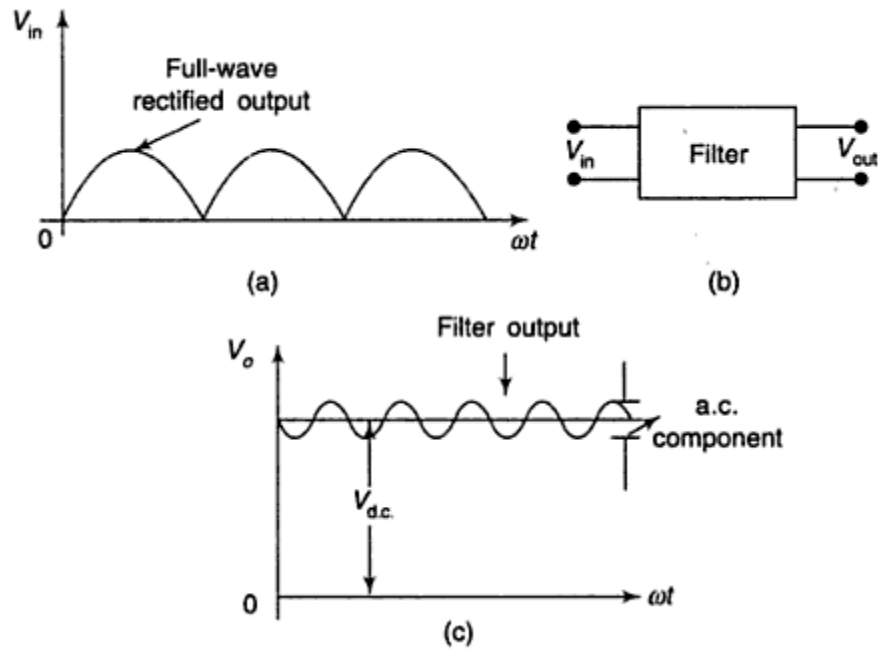 V_in
Full-wave
rectified output
0
ωt
(a)
V_in
Filter
V_out
(b)
Filter output
V_o
a.c.
component
V_d.c.
0
ωt
(c)